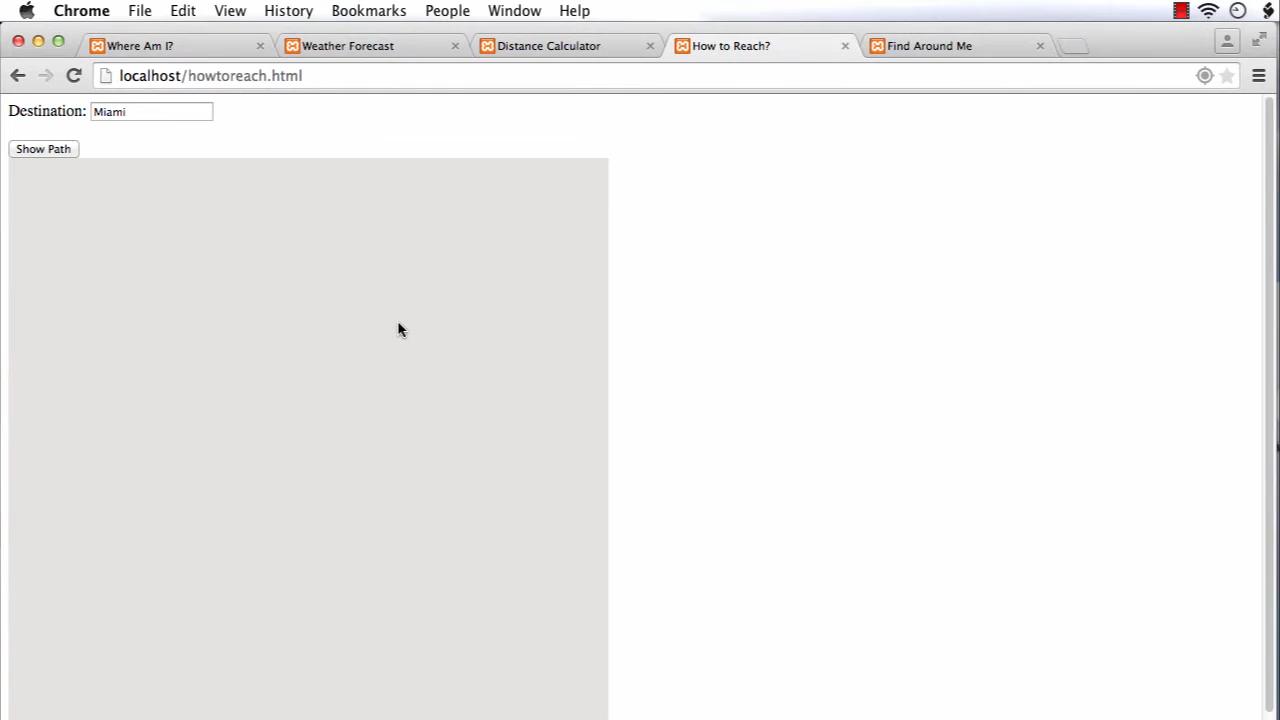 Chrome File Edit View History Bookmarks People Window Help
Where Am I? Weather Forecast Distance Calculator How to Reach? Find Around Me
localhost/howtoreach.html
Destination: Miami
Show Path